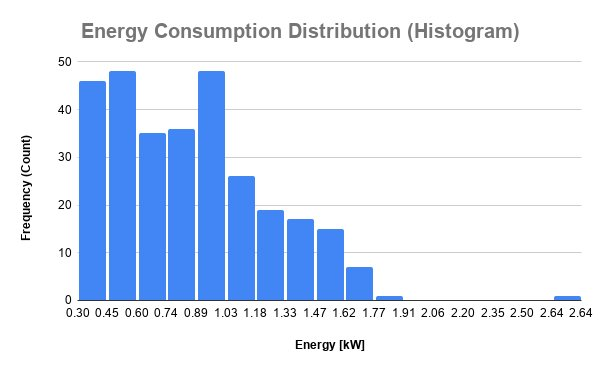 Energy Consumption Distribution (Histogram)
50
40
30
20
10
0
Frequency (Count)
0.30 0.45 0.60 0.74 0.89 1.03 1.18 1.33 1.47 1.62 1.77 1.91 2.06 2.20 2.35 2.50 2.64 2.64
Energy [kW]